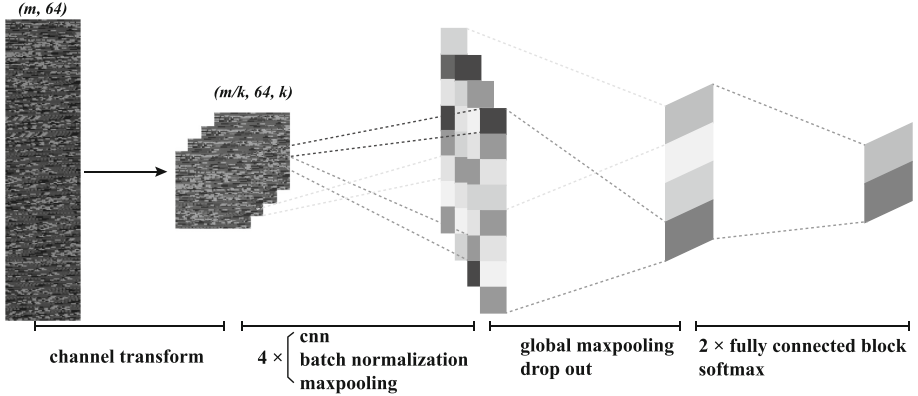 (m, 64)
(m/k, 64, k)
channel transform
4 ×
cnn
batch normalization
maxpooling
global maxpooling
drop out
2 × fully connected block
softmax